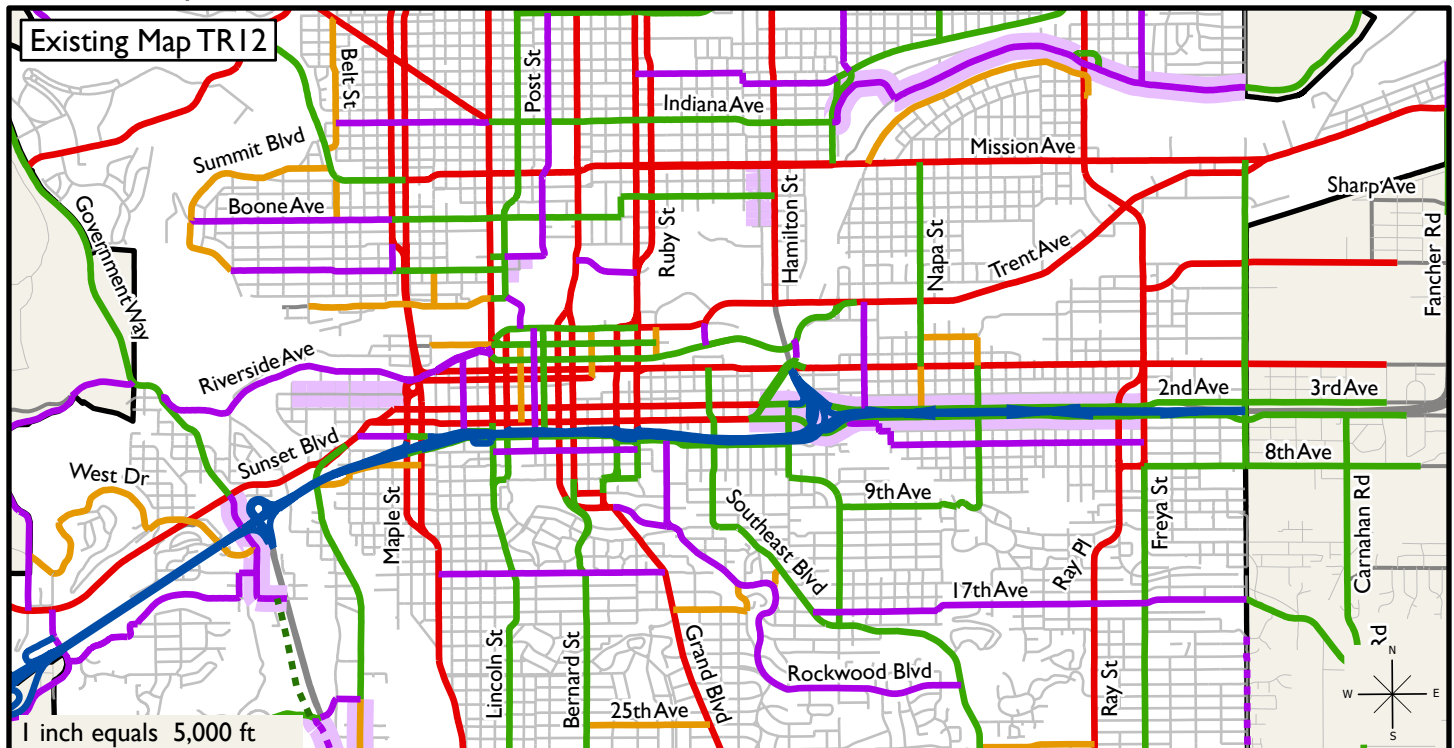 Existing Map TR12
Belt St
Post St
Indiana Ave
Summit Blvd
Mission Ave
Boone Ave
Government Way
Ruby St
Hamilton St
Napa St
Trent Ave
Sharp Ave
Fancher Rd
Riverside Ave
2nd Ave
3rd Ave
Sunset Blvd
8th Ave
West Dr
Maple St
9th Ave
Southeast Blvd
Freya St
Carnahan Rd
Ray Pl
17th Ave
Lincoln St
Bernard St
Grand Blvd
Rockwood Blvd
Ray St
Rd
25th Ave
N
W
E
S
1 inch equals 5,000 ft